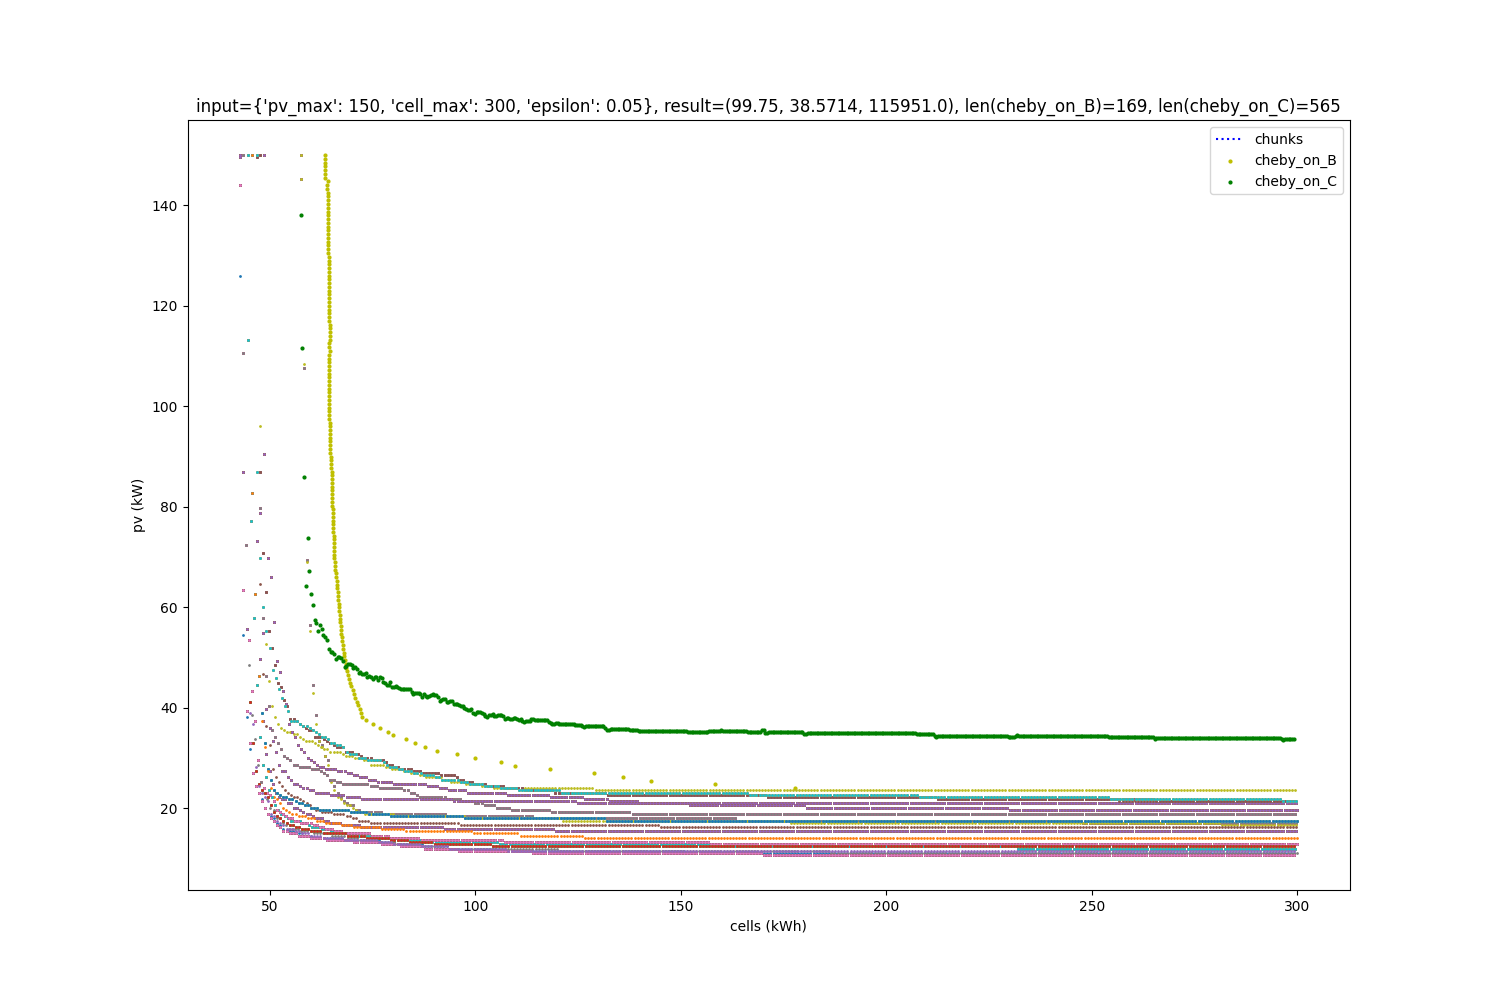 input={'pv_max': 150, 'cell_max': 300, 'epsilon': 0.05}, result=(99.75, 38.5714, 115951.0), len(cheby_on_B)=169, len(cheby_on_C)=565
chunks
cheby_on_B
cheby_on_C
140
120
100
80
60
40
20
pv (kW)
50
100
150
200
250
300
cells (kWh)